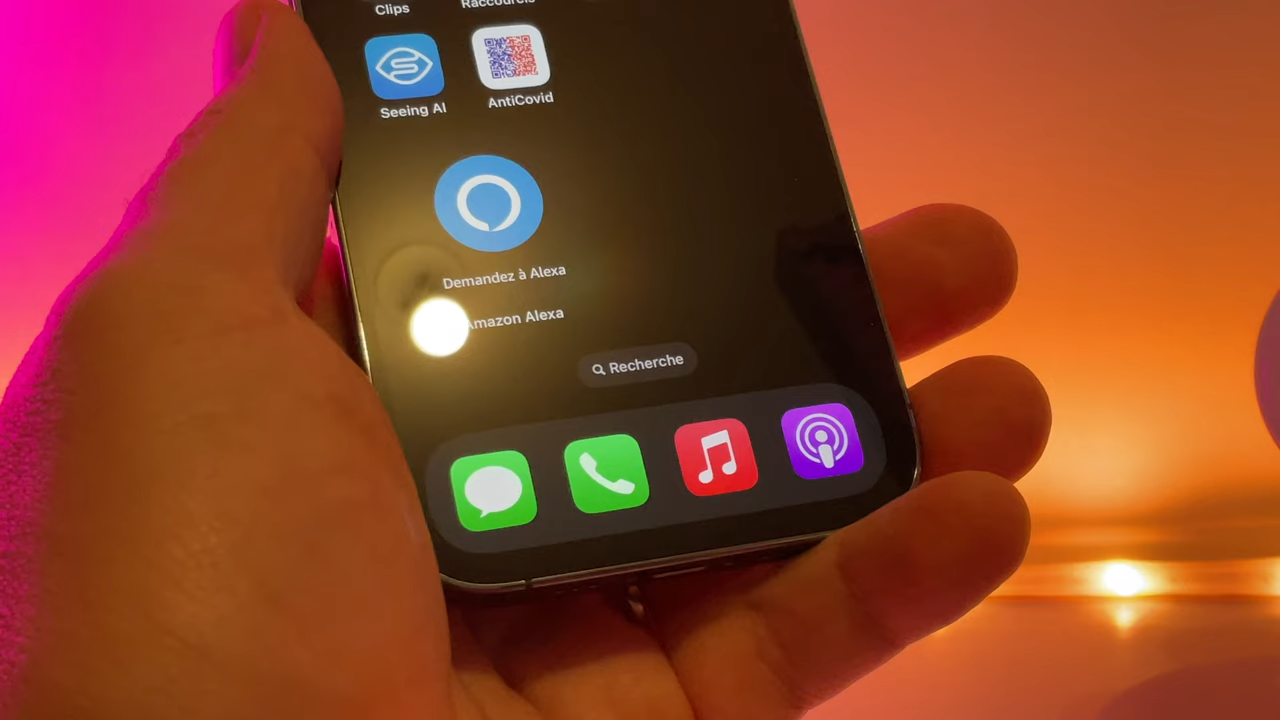 Clips Raccourcis
Seeing AI AntiCovid
Demandez à Alexa
Amazon Alexa
Recherche